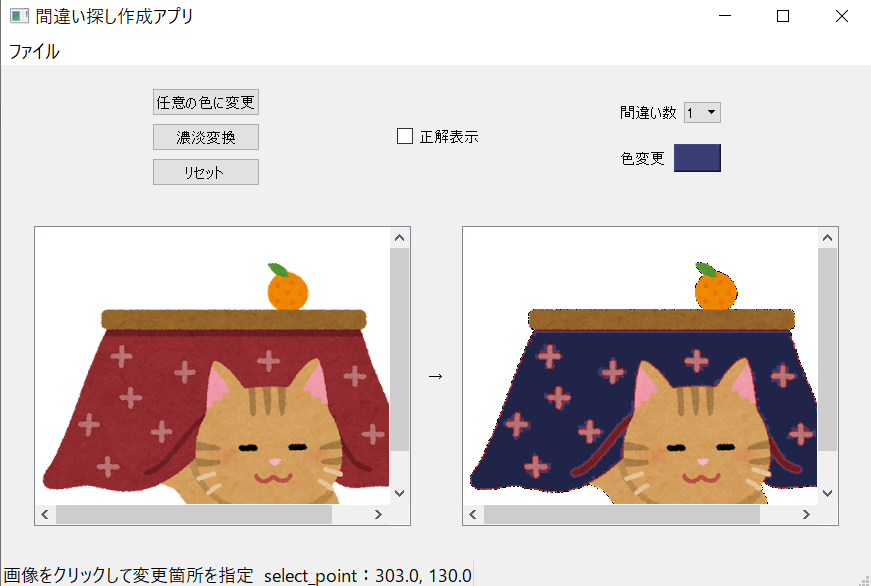 間違い探し作成アプリ
ファイル
任意の色に変更
濃淡変換
リセット
正解表示
間違い数 1
色変更
→
画像をクリックして変更箇所を指定 select_point：303.0, 130.0